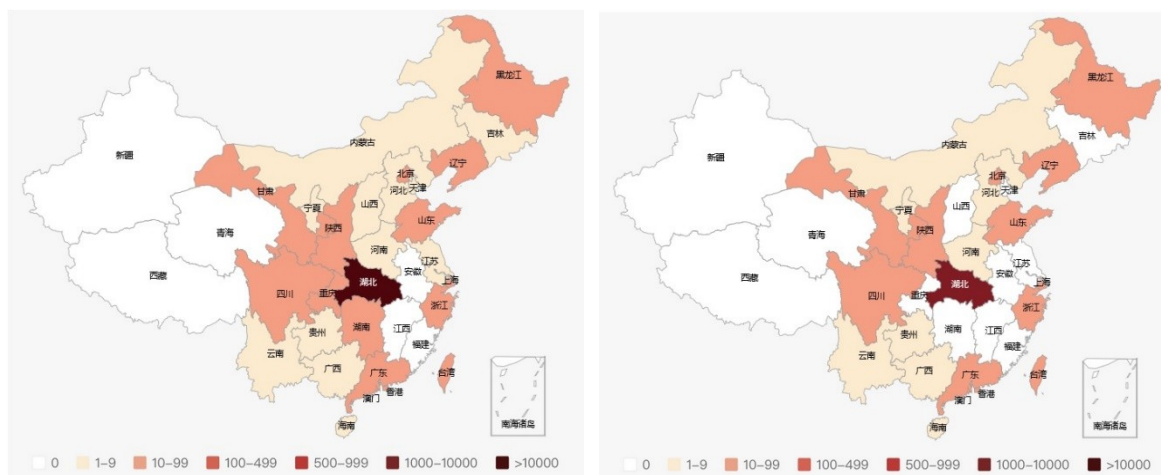 黑龙江
吉林
内蒙古
新疆
辽宁
北京
天津
河北
甘肃
宁夏
山西
山东
陕西
青海
河南
江苏
安徽
上海
西藏
湖北
四川
重庆
浙江
湖南
江西
贵州
福建
云南
广西
广东
台湾
香港
澳门
海南
南海诸岛
0 1-9 10-99 100-499 500-999 1000-10000 >10000
黑龙江
吉林
内蒙古
新疆
辽宁
北京
天津
河北
甘肃
宁夏
山西
山东
陕西
青海
河南
江苏
安徽
上海
西藏
湖北
四川
重庆
浙江
湖南
江西
贵州
福建
云南
广西
广东
台湾
香港
澳门
海南
南海诸岛
0 1-9 10-99 100-499 500-999 1000-10000 >10000